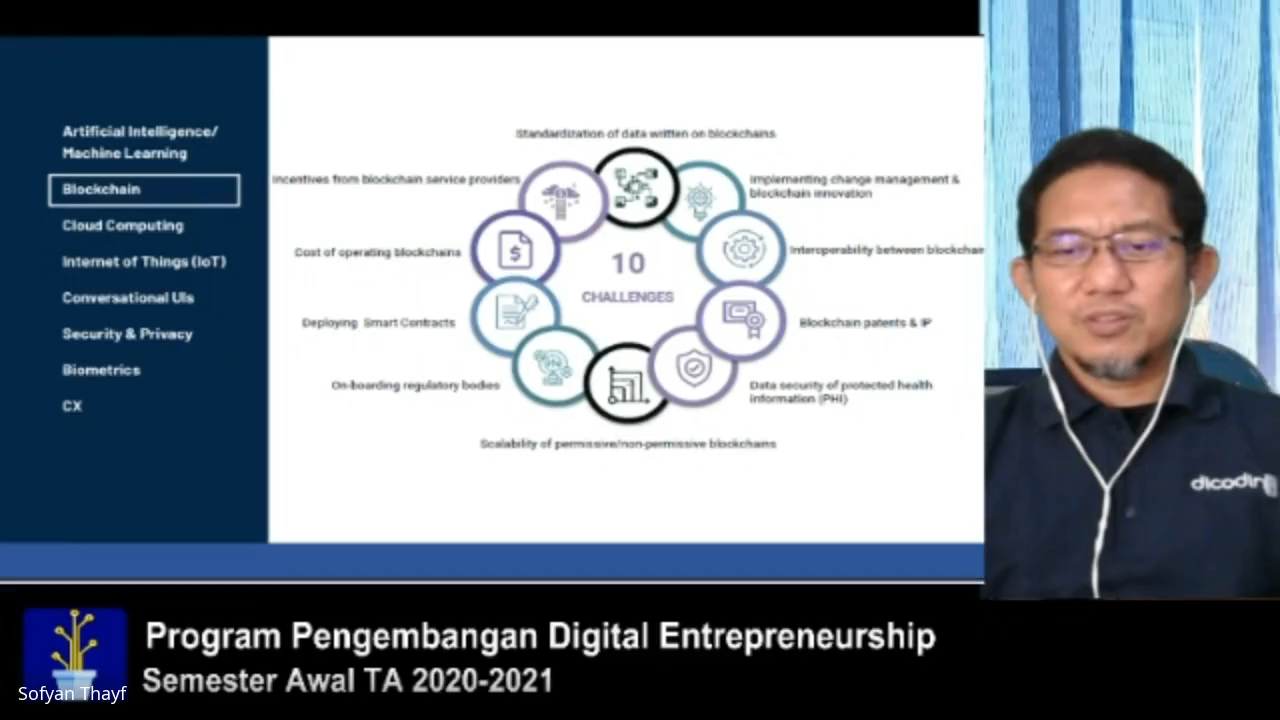 Artificial Intelligence/
Machine Learning
Blockchain
Cloud Computing
Internet of Things (IoT)
Conversational UIs
Security & Privacy
Biometrics
CX
Standardization of data written on blockchains
Incentives from blockchain service providers
Implementing change management &
blockchain innovation
Cost of operating blockchains
Interoperability between blockchain
10
CHALLENGES
Deploying Smart Contracts
Blockchain patents & IP
On-boarding regulatory bodies
Data security of protected health
information (PHI)
Scalability of permissive/non-permissive blockchains
$
dicodin
Program Pengembangan Digital Entrepreneurship
Semester Awal TA 2020-2021
Sofyan Thayf